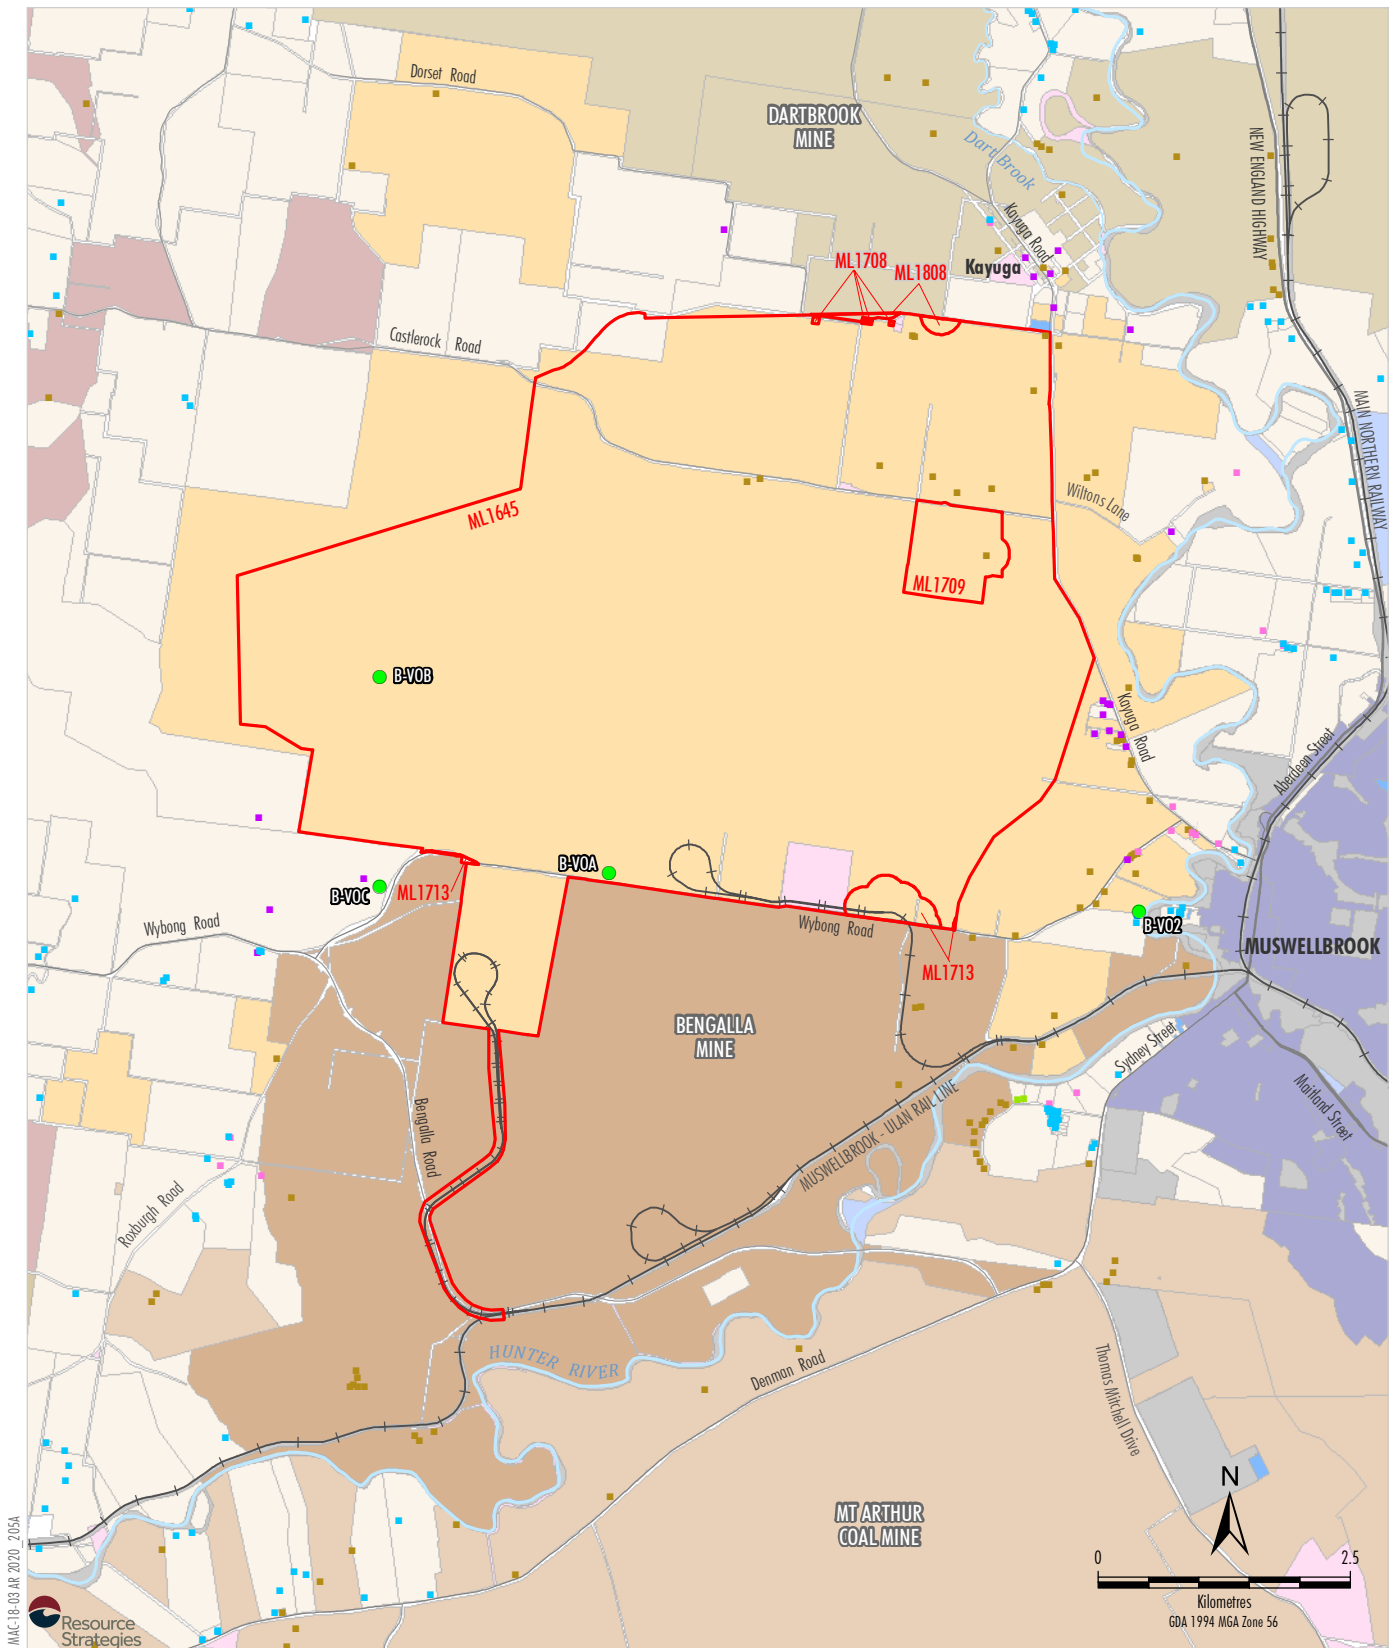 Dorset Road
DARTBROOK
MINE
Dart Brook
NEW ENGLAND HIGHWAY
Kayuga Road
Kayuga
ML1708
ML1808
Castlerock Road
MAIN NORTHERN RAILWAY
ML1645
Wiltons Lane
ML1709
B-VOB
Kayuga Road
Aberdeen Street
B-VOA
B-VOC
ML1713
Wybong Road
Wybong Road
B-VO2
MUSWELLBROOK
ML1713
BENGALLA
MINE
Sydney Street
Maitland Street
Bengalla Road
MUSWELLBROOK - ULAN RAIL LINE
Roxburgh Road
HUNTER RIVER
Denman Road
Thomas Mitchell Drive
N
MT ARTHUR
COAL MINE
0 2.5
Kilometres
GDA 1994 MGA Zone 56
MAC-18-03 AR 2020_205A
Resource
Strategies